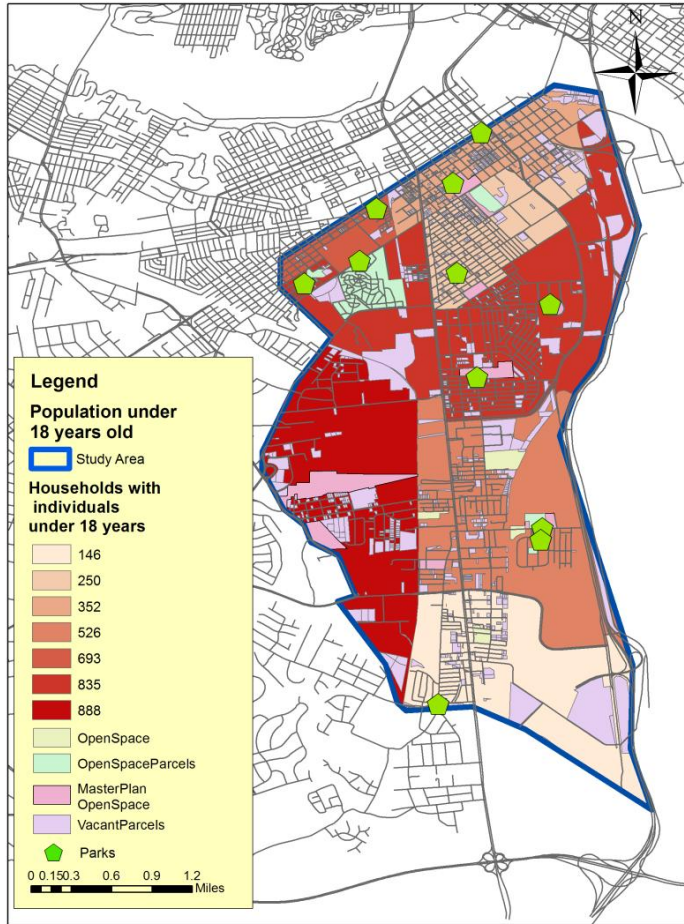 N
Legend
Population under
18 years old
Study Area
Households with
individuals
under 18 years
146
250
352
526
693
835
888
OpenSpace
OpenSpaceParcels
MasterPlan
OpenSpace
VacantParcels
Parks
0 0.150.3 0.6 0.9 1.2
Miles